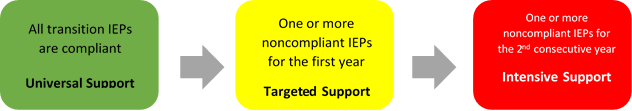 All transition IEPs
are compliant
Universal Support
One or more
noncompliant IEPs
for the first year
Targeted Support
One or more
noncompliant IEPs for
the 2nd consecutive year
Intensive Support